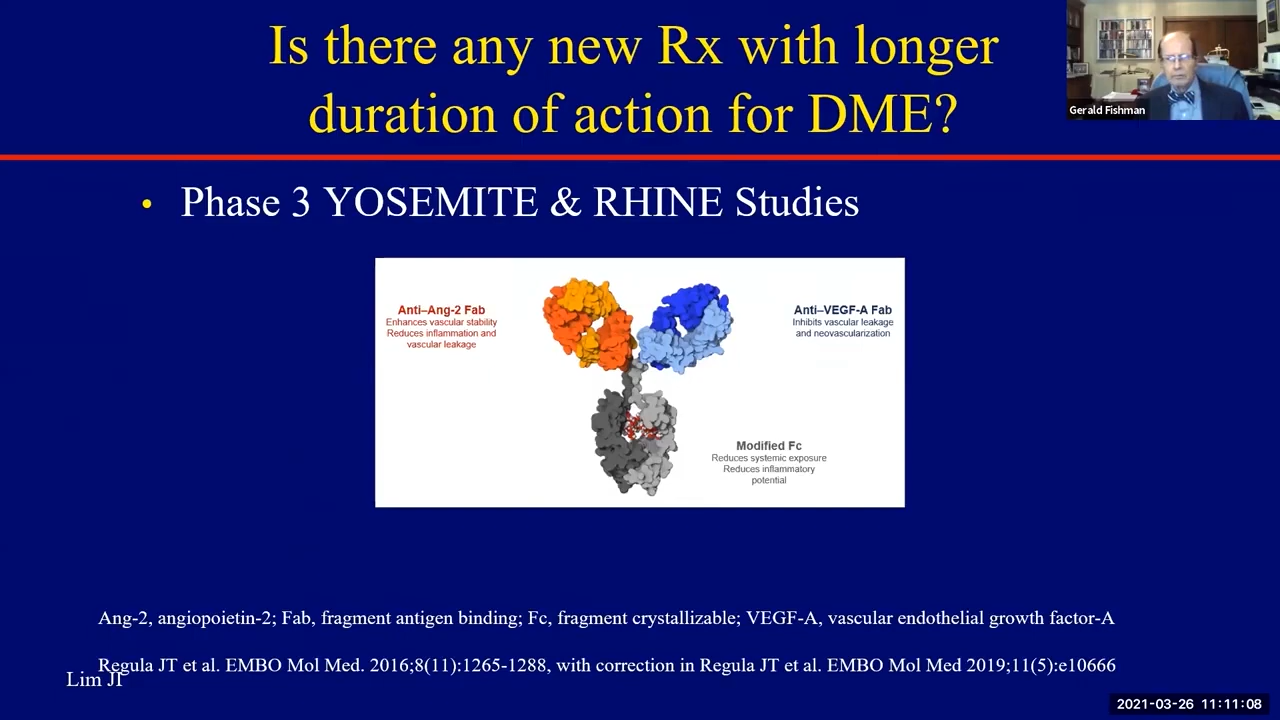 Is there any new Rx with longer
duration of action for DME?
Gerald Fishman
• Phase 3 YOSEMITE & RHINE Studies
Anti–Ang-2 Fab
Enhances vascular stability
Reduces inflammation and
vascular leakage
Anti–VEGF-A Fab
Inhibits vascular leakage
and neovascularization
Modified Fc
Reduces systemic exposure
Reduces inflammatory
potential
Ang-2, angiopoietin-2; Fab, fragment antigen binding; Fc, fragment crystallizable; VEGF-A, vascular endothelial growth factor-A
Regula JT et al. EMBO Mol Med. 2016;8(11):1265-1288, with correction in Regula JT et al. EMBO Mol Med 2019;11(5):e10666
Lim JI
2021-03-26 11:11:08